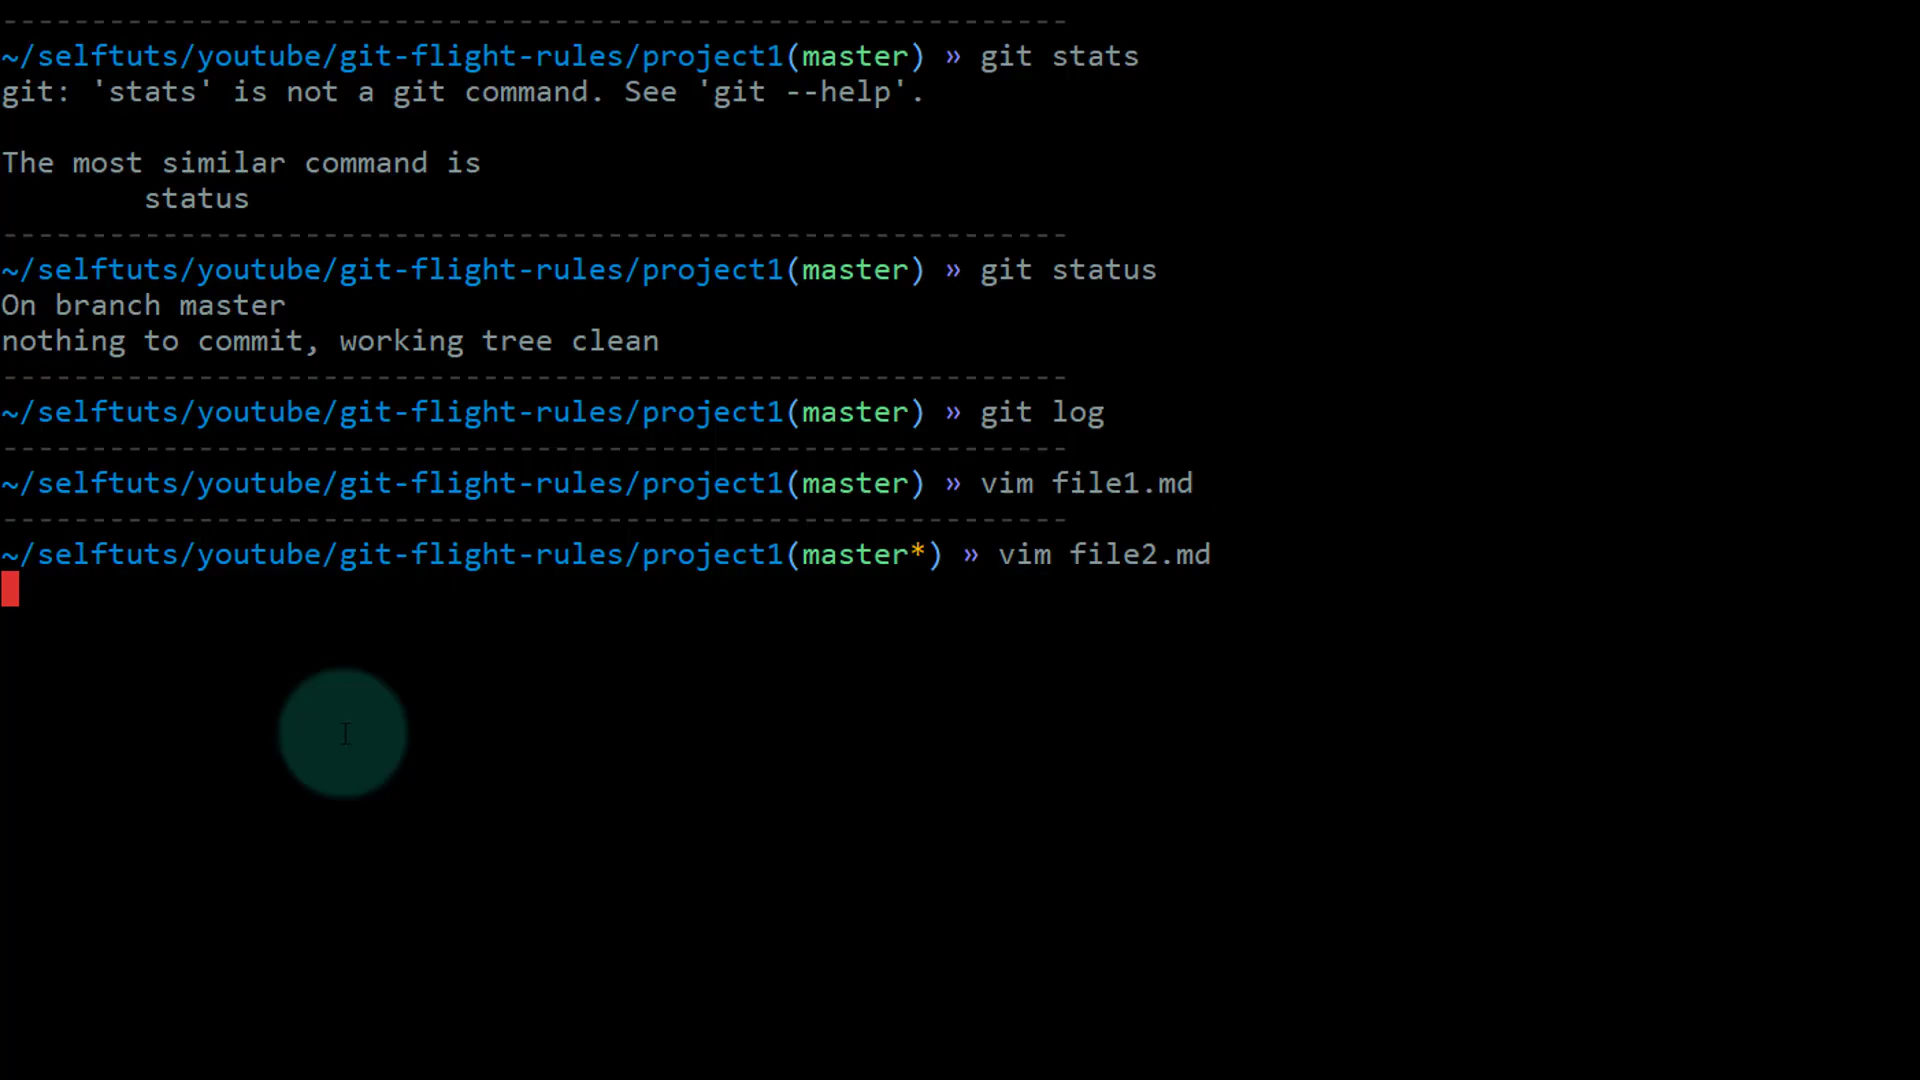 ------------------------------------------------------------
~/selftuts/youtube/git-flight-rules/project1(master) » git stats
git: 'stats' is not a git command. See 'git --help'.
The most similar command is
status
------------------------------------------------------------
~/selftuts/youtube/git-flight-rules/project1(master) » git status
On branch master
nothing to commit, working tree clean
------------------------------------------------------------
~/selftuts/youtube/git-flight-rules/project1(master) » git log
------------------------------------------------------------
~/selftuts/youtube/git-flight-rules/project1(master) » vim file1.md
------------------------------------------------------------
~/selftuts/youtube/git-flight-rules/project1(master*) » vim file2.md